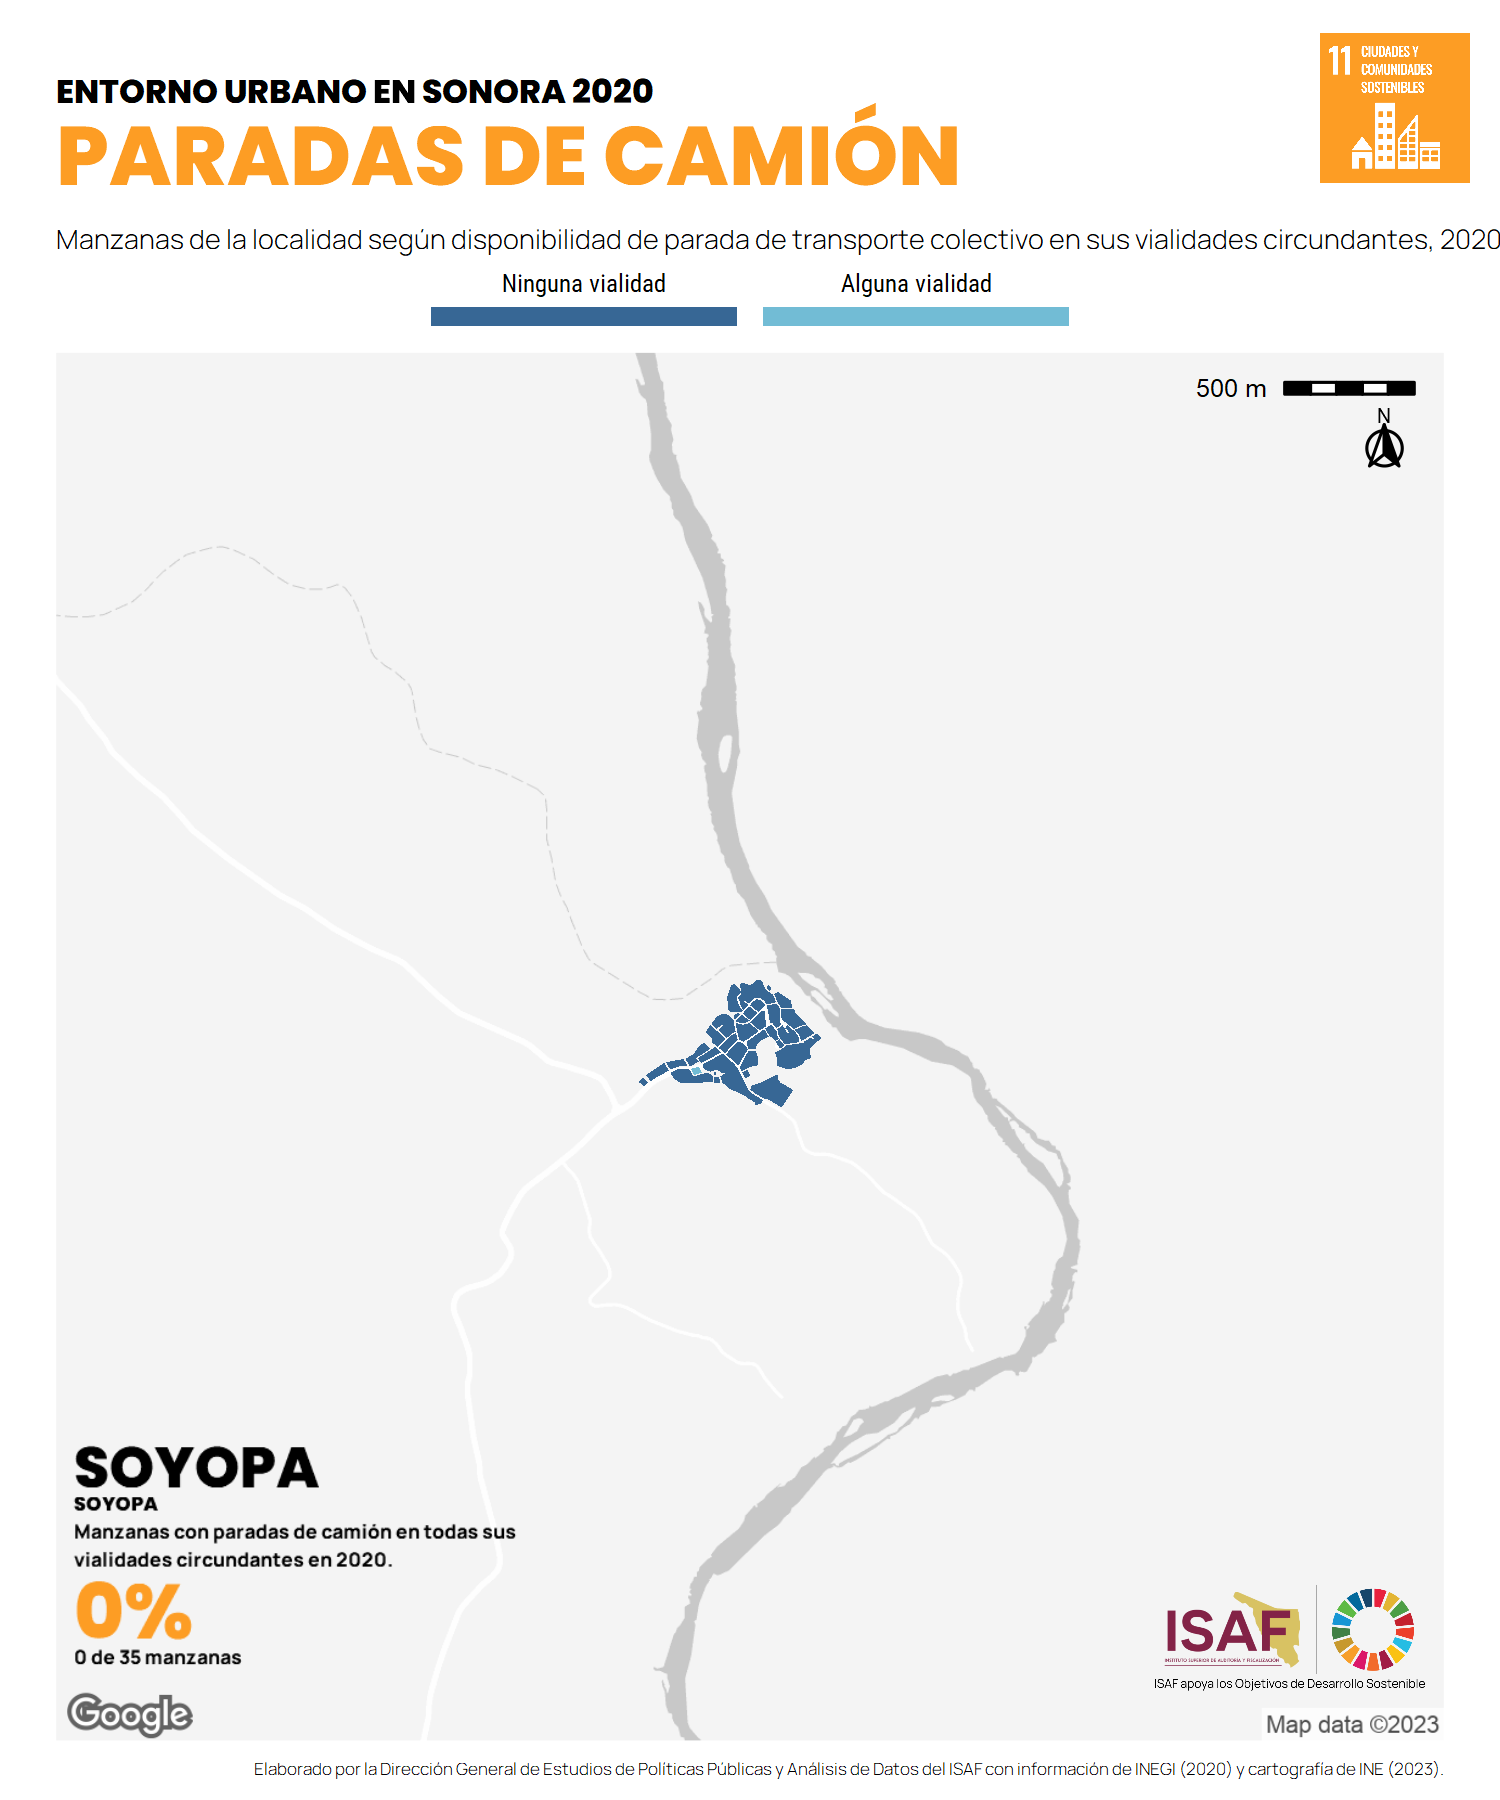 11 CIUDADES Y
COMUNIDADES
SOSTENIBLES
ENTORNO URBANO EN SONORA 2020
PARADAS DE CAMIÓN
Manzanas de la localidad según disponibilidad de parada de transporte colectivo en sus vialidades circundantes, 2020
Ninguna vialidad
Alguna vialidad
500 m
N
SOYOPA
SOYOPA
Manzanas con paradas de camión en todas sus
vialidades circundantes en 2020.
0%
0 de 35 manzanas
ISAF
INSTITUTO SUPERIOR DE AUDITORÍA Y FISCALIZACIÓN
ISAF apoya los Objetivos de Desarrollo Sostenible
Google
Map data ©2023
Elaborado por la Dirección General de Estudios de Políticas Públicas y Análisis de Datos del ISAF con información de INEGI (2020) y cartografía de INE (2023).